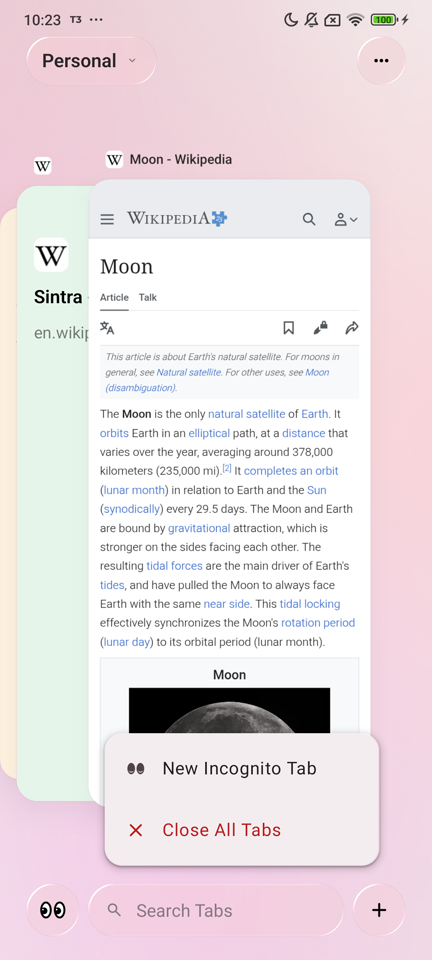 10:23 T3 ••• 100
Personal
Moon - Wikipedia
W
W
WIKIPEDIA
Moon
W
Article Talk
Sintra
en.wikip
This article is about Earth's natural satellite. For moons in
general, see Natural satellite. For other uses, see Moon
(disambiguation).
The Moon is the only natural satellite of Earth. It
orbits Earth in an elliptical path, at a distance that
varies over the year, averaging around 378,000
kilometers (235,000 mi).[2] It completes an orbit
(lunar month) in relation to Earth and the Sun
(synodically) every 29.5 days. The Moon and Earth
are bound by gravitational attraction, which is
stronger on the sides facing each other. The
resulting tidal forces are the main driver of Earth's
tides, and have pulled the Moon to always face
Earth with the same near side. This tidal locking
effectively synchronizes the Moon's rotation period
(lunar day) to its orbital period (lunar month).
Moon
New Incognito Tab
Close All Tabs
Search Tabs